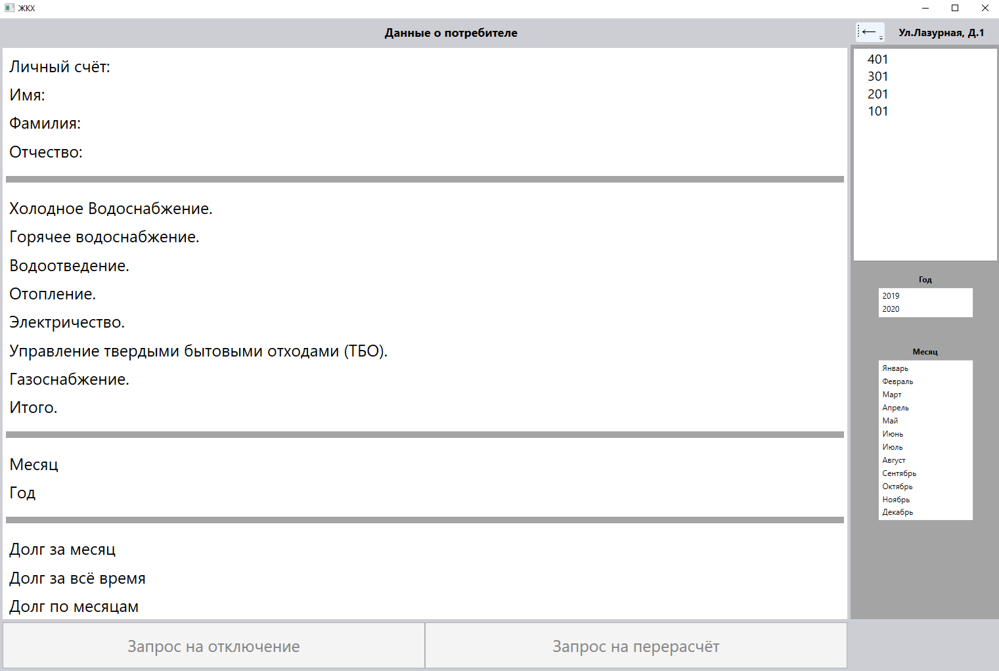 ЖКХ
Данные о потребителе
Ул.Лазурная, Д.1
Личный счёт:
Имя:
Фамилия:
Отчество:
Холодное Водоснабжение.
Горячее водоснабжение.
Водоотведение.
Отопление.
Электричество.
Управление твердыми бытовыми отходами (ТБО).
Газоснабжение.
Итого.
Месяц
Год
Долг за месяц
Долг за всё время
Долг по месяцам
Запрос на отключение
Запрос на перерасчёт
401
301
201
101
Год
2019
2020
Месяц
Январь
Февраль
Март
Апрель
Май
Июнь
Июль
Август
Сентябрь
Октябрь
Ноябрь
Декабрь